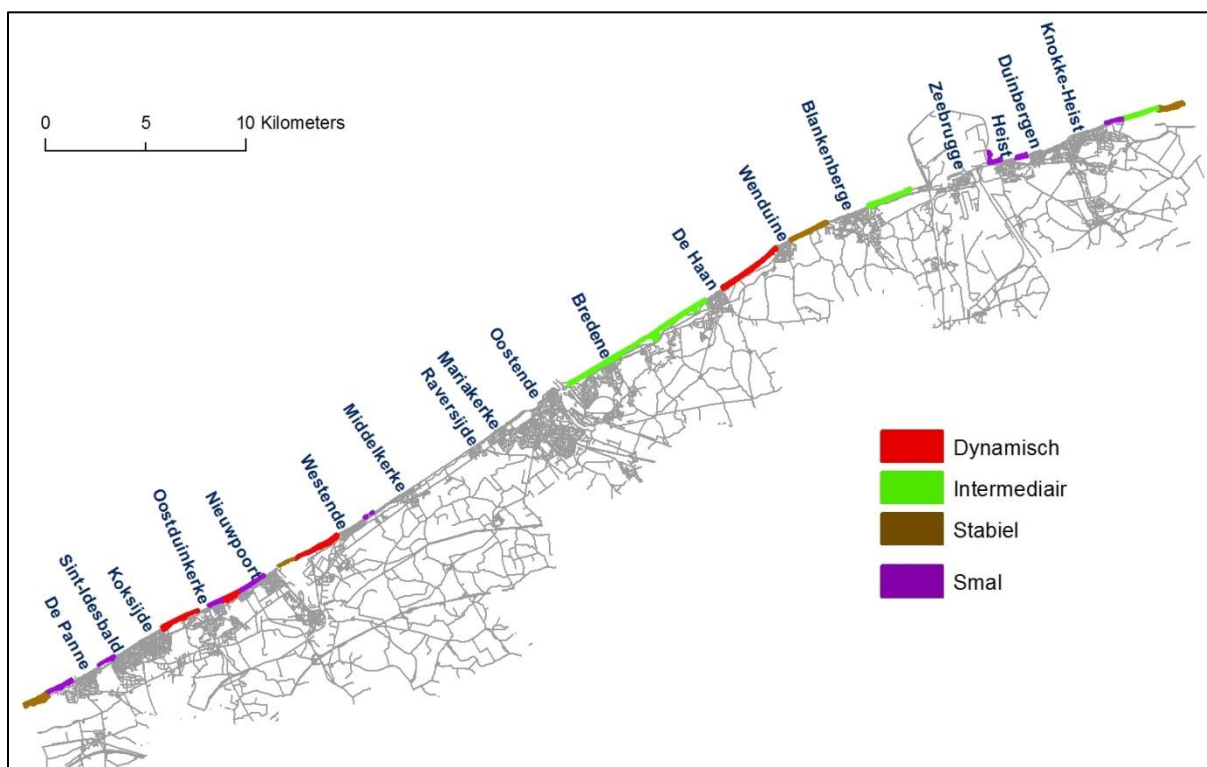 0 5 10 Kilometers
Knokke-Heist
Duinbergen
Heist
Zeebrugge
Blankenberge
Wenduine
De Haan
Bredene
Oostende
Mariakerke
Raversijde
Middelkerke
Westende
Nieuwpoort
Oostduinkerke
Koksijde
Sint-Idesbald
De Panne
Dynamisch
Intermediair
Stabiel
Smal